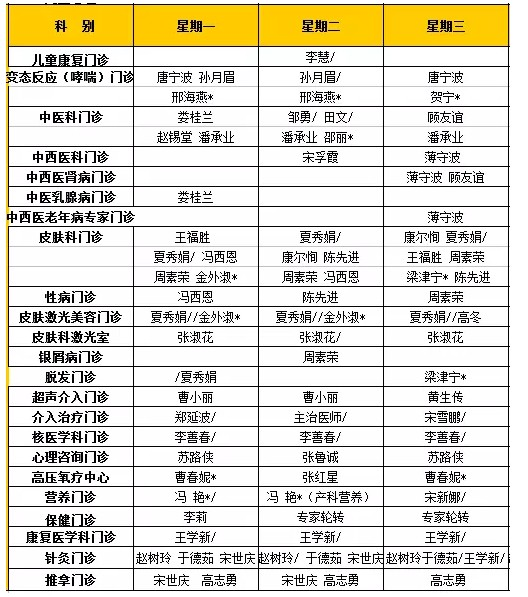 科 别 星期一 星期二 星期三
儿童康复门诊 李慧/
变态反应（哮喘）门诊 唐宁波 孙月眉 孙月眉/ 唐宁波
邢海燕* 邢海燕* 贺宁*
中医科门诊 娄桂兰 邹勇/ 田文/ 顾友谊
赵锡堂 潘承业 潘承业 邵丽* 潘承业
中西医科门诊 宋孚霞 薄守波
中西医肾病门诊 薄守波 顾友谊
中医乳腺病门诊 娄桂兰
中西医老年病专家门诊 薄守波
皮肤科门诊 王福胜 夏秀娟/ 康尔恂 夏秀娟/
夏秀娟/ 冯西恩 康尔恂 陈先进 王福胜 周素荣
周素荣 金外淑* 周素荣 冯西恩 梁津宁* 陈先进
性病门诊 冯西恩 陈先进 周素荣
皮肤激光美容门诊 夏秀娟//金外淑* 夏秀娟//金外淑* 夏秀娟//高冬
皮肤科激光室 张淑花 张淑花/ 张淑花
银屑病门诊 周素荣
脱发门诊 /夏秀娟 梁津宁*
超声介入门诊 曹小丽 曹小丽 黄生传
介入治疗门诊 郑延波/ 主治医师/ 宋雪鹏/
核医学科门诊 李善春/ 李善春/ 李善春/
心理咨询门诊 苏路侠 张鲁诚 苏路侠
高压氧疗中心 曹春妮* 张红星 曹春妮*
营养门诊 冯 艳*/ 冯 艳*（产科营养） 宋新娜/
保健门诊 李莉 专家轮转 专家轮转
康复医学科门诊 王学新/ 王学新/ 王学新/
针灸门诊 赵树玲 于德茹 宋世庆 赵树玲/ 于德茹 宋世庆 赵树玲于德茹/王学新/
推拿门诊 宋世庆 高志勇 宋世庆 高志勇 高志勇